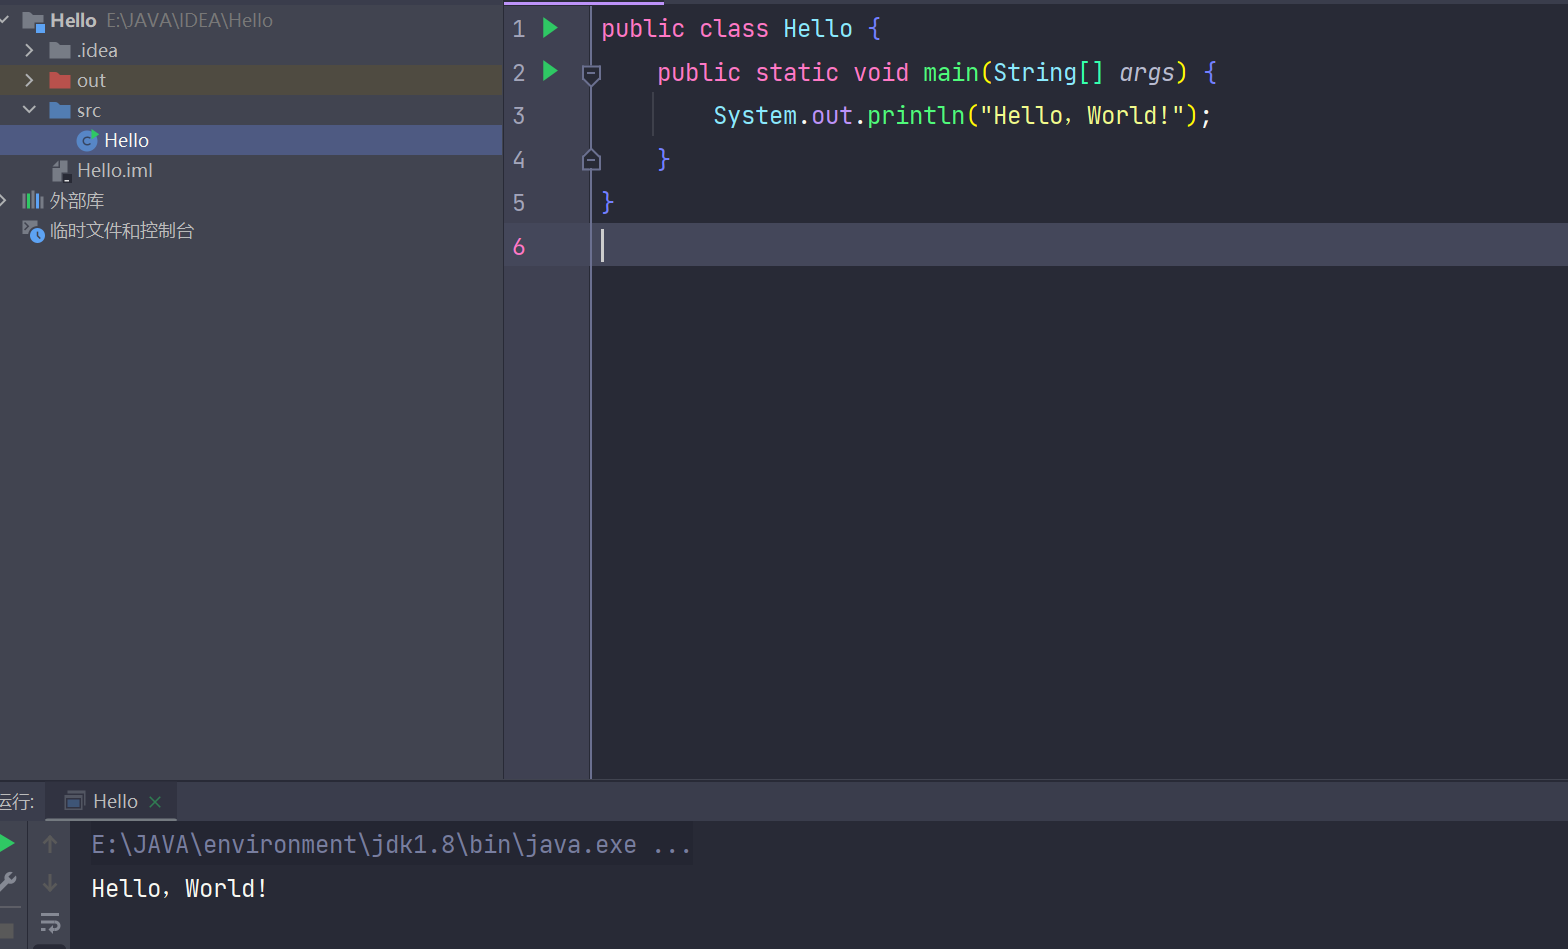 Hello E:\JAVA\IDEA\Hello
.idea
out
src
Hello
Hello.iml
外部库
临时文件和控制台
1 public class Hello {
2 public static void main(String[] args) {
3 System.out.println("Hello，World!");
4 }
5 }
6
运行: Hello
E:\JAVA\environment\jdk1.8\bin\java.exe ...
Hello，World!